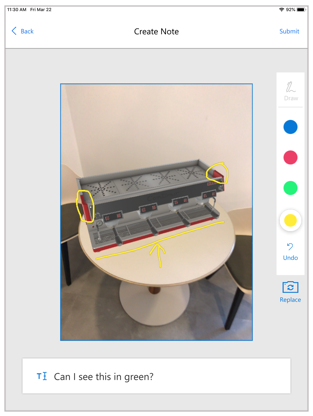 11:30 AM Fri Mar 22
92%
Back
Create Note
Submit
Draw
Undo
Replace
Can I see this in green?